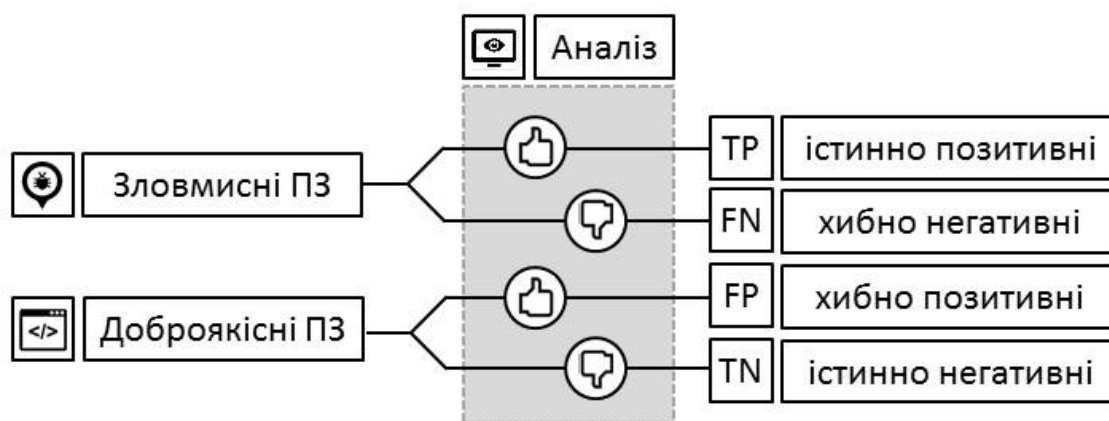 Аналіз
TP істинно позитивні
Зловмисні ПЗ
FN хибно негативні
FP хибно позитивні
</> Доброякісні ПЗ
TN істинно негативні